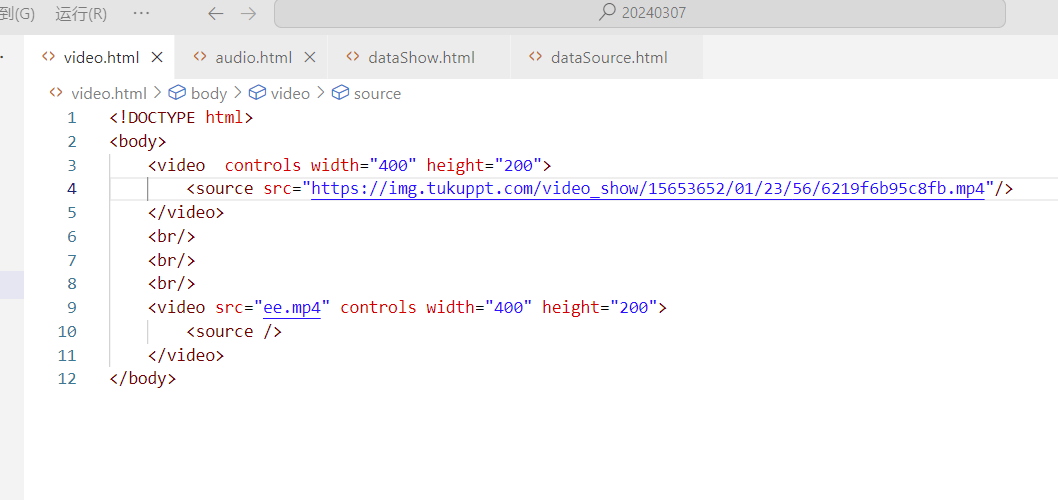 到(G) 运行(R) ··· 20240307
video.html audio.html dataShow.html dataSource.html
video.html > body > video > source
1 <!DOCTYPE html>
2 <body>
3 <video  controls width="400" height="200">
4 <source src="https://img.tukuppt.com/video_show/15653652/01/23/56/6219f6b95c8fb.mp4"/>
5 </video>
6 <br/>
7 <br/>
8 <br/>
9 <video src="ee.mp4" controls width="400" height="200">
10 <source />
11 </video>
12 </body>